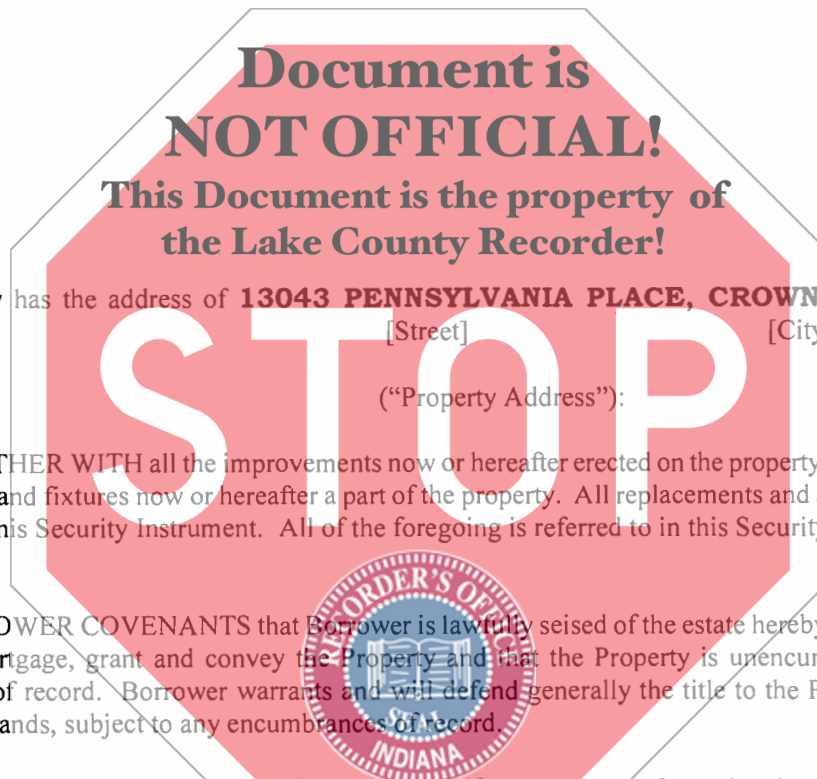 Document is
NOT OFFICIAL!
This Document is the property of
the Lake County Recorder!
has the address of 13043 PENNSYLVANIA PLACE, CROWN
[Street] [City
STOP
("Property Address"):
THER WITH all the improvements now or hereafter erected on the property
and fixtures now or hereafter a part of the property. All replacements and
his Security Instrument. All of the foregoing is referred to in this Security
OWER COVENANTS that Borrower is lawfully seised of the estate hereby
rtgage, grant and convey the Property and that the Property is unencum
of record. Borrower warrants and will defend generally the title to the P
ands, subject to any encumbrances of record.
RECORDER'S OFFICE
SEAL
INDIANA